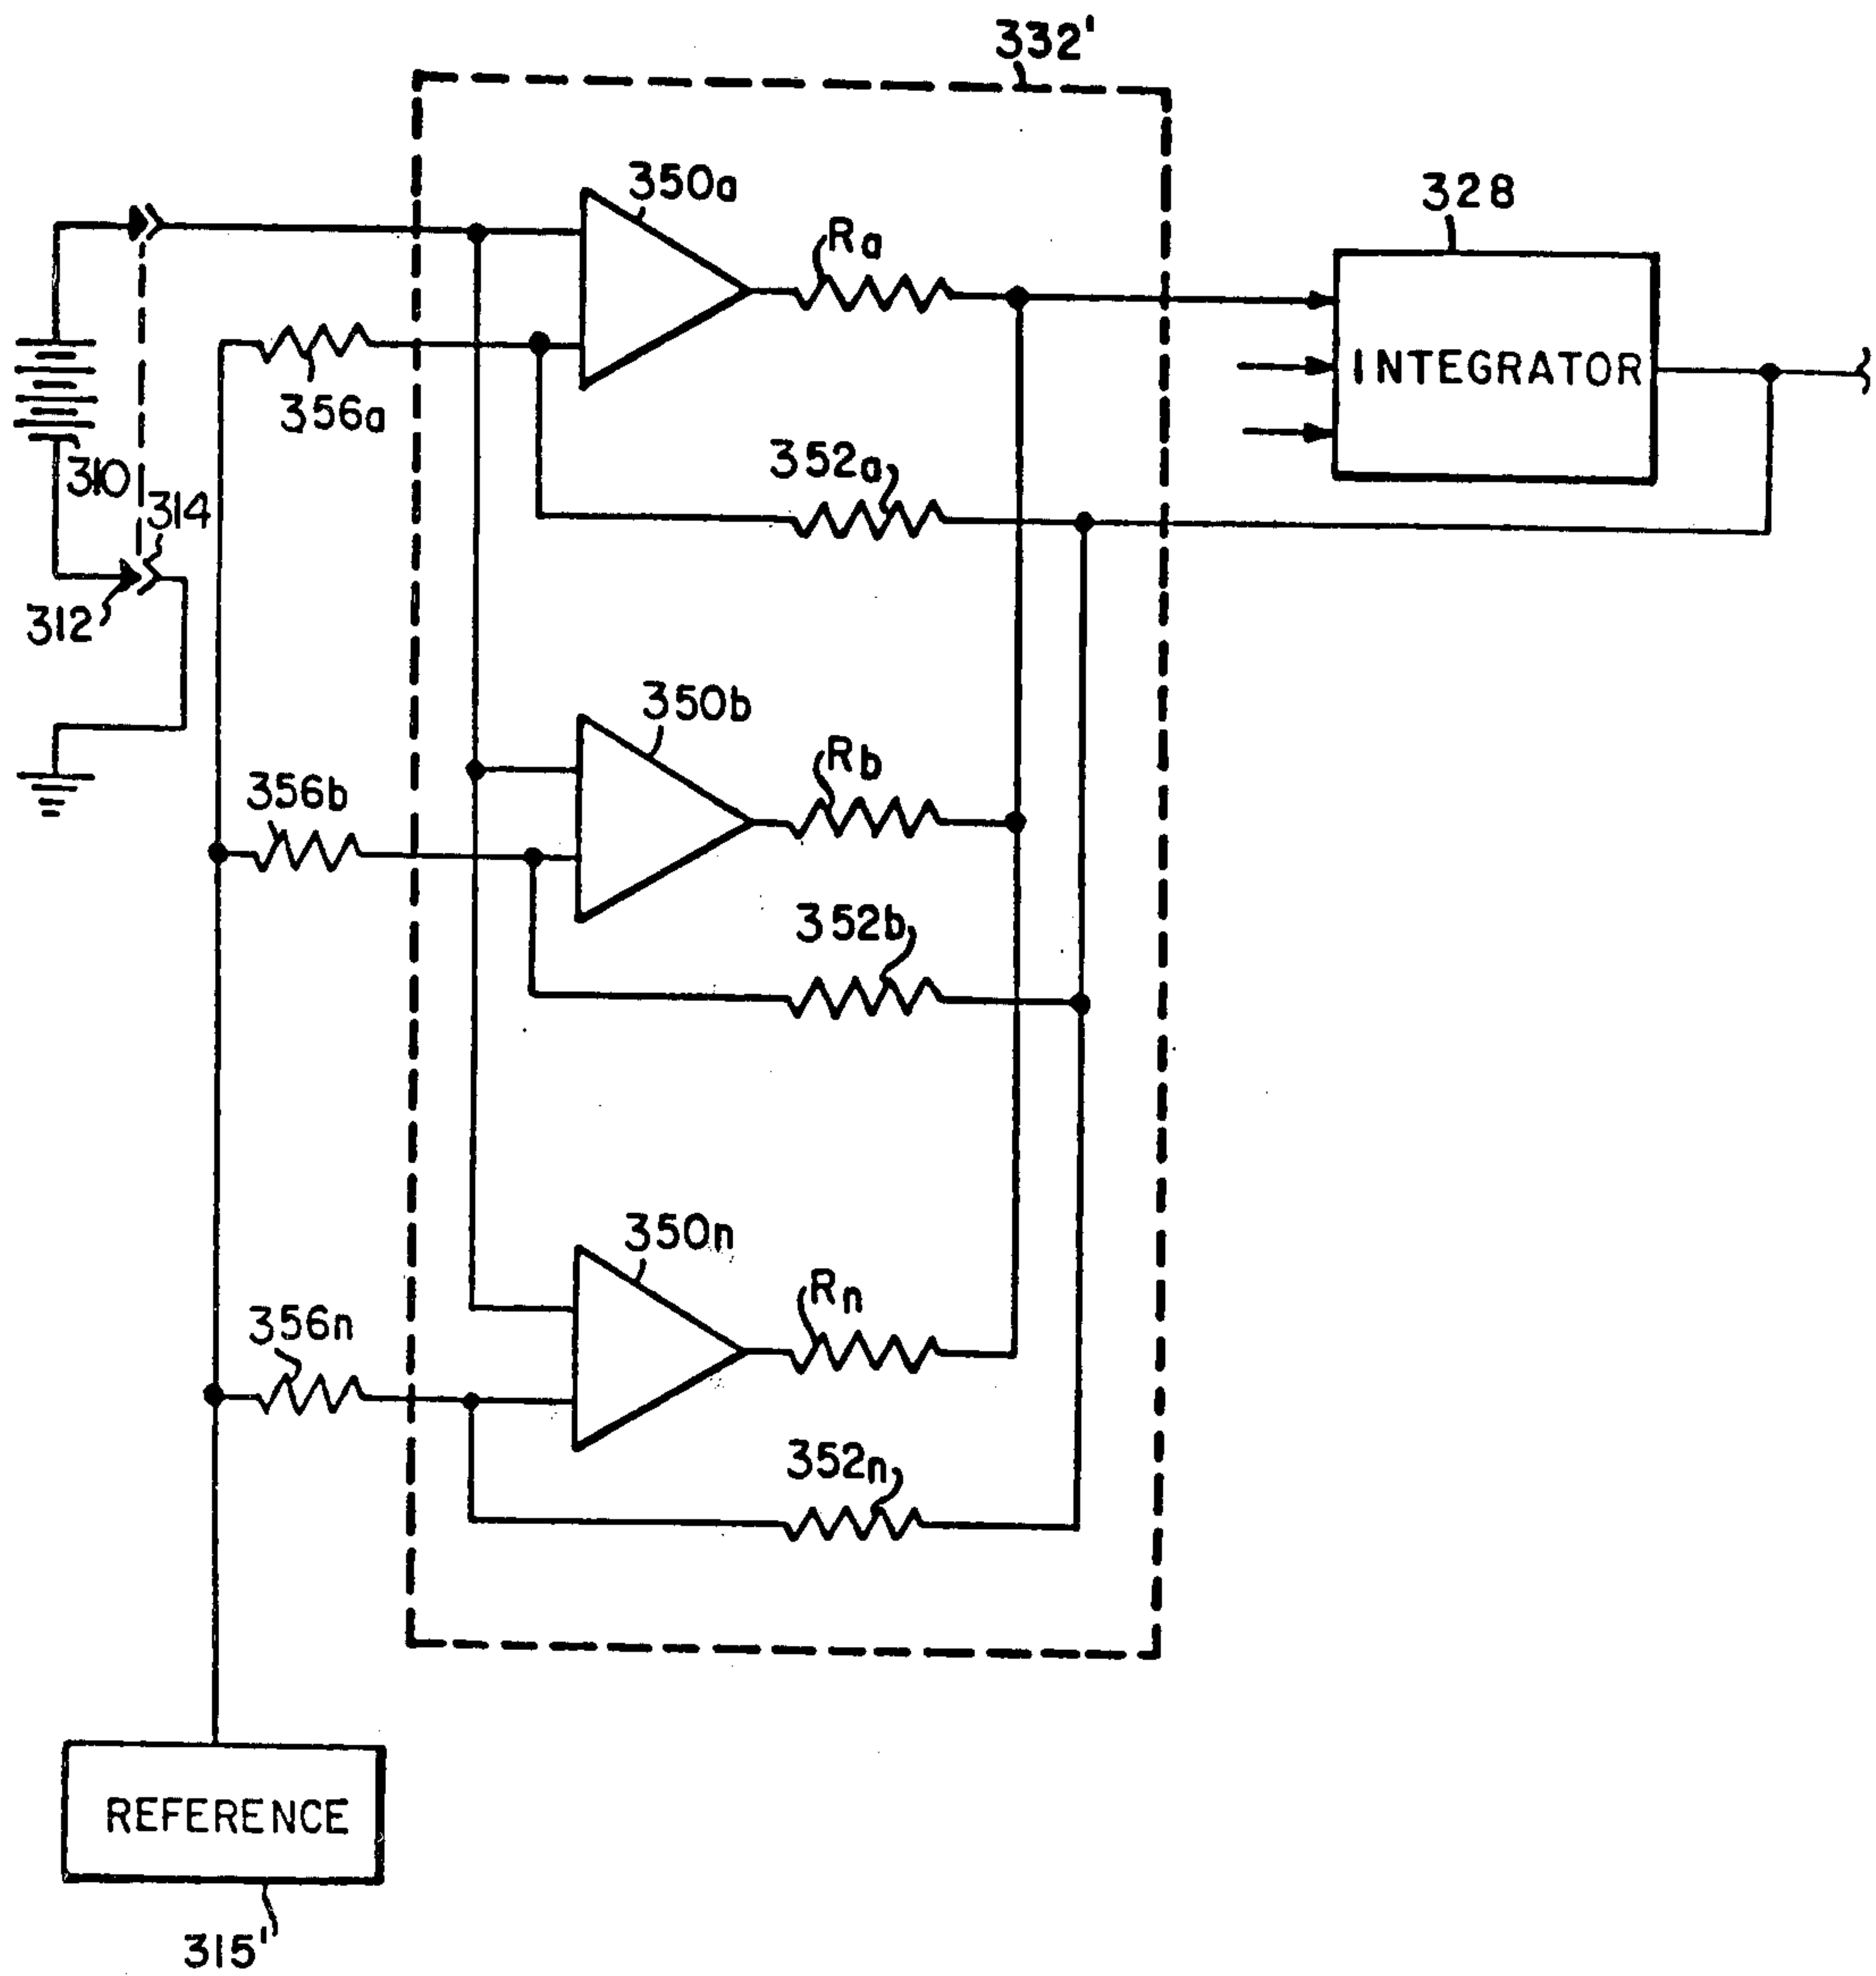 332'
350a
Ra
328
INTEGRATOR
356a
352a
310
314
312
350b
Rb
356b
352b
350n
Rn
356n
352n
REFERENCE
315'